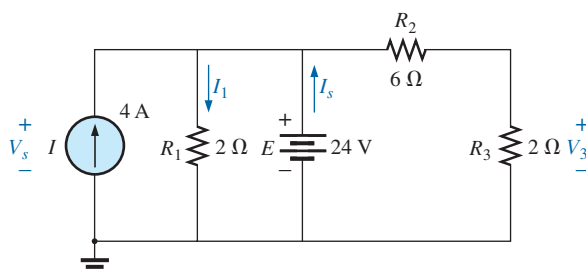 R2
6 Ω
4 A
I1
Is
+
Vs
−
I
R1
2 Ω
E
+
−
24 V
R3
2 Ω
+
V3
−